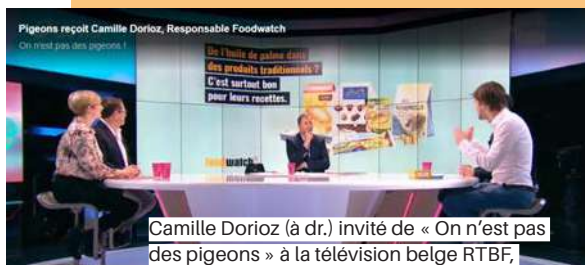 Pigeons reçoit Camille Dorioz, Responsable Foodwatch
On n'est pas des pigeons !
De l'huile de palme dans
des produits traditionnels ?
C'est surtout bon
pour leurs recettes.
foodwatch
Camille Dorioz (à dr.) invité de « On n'est pas
des pigeons » à la télévision belge RTBF,